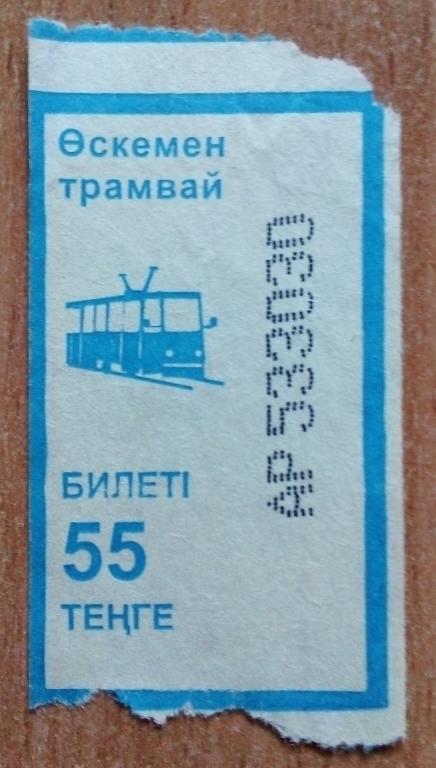 Өскемен
трамвай
БИЛЕТІ
55
ТЕҢГЕ
АР 533030